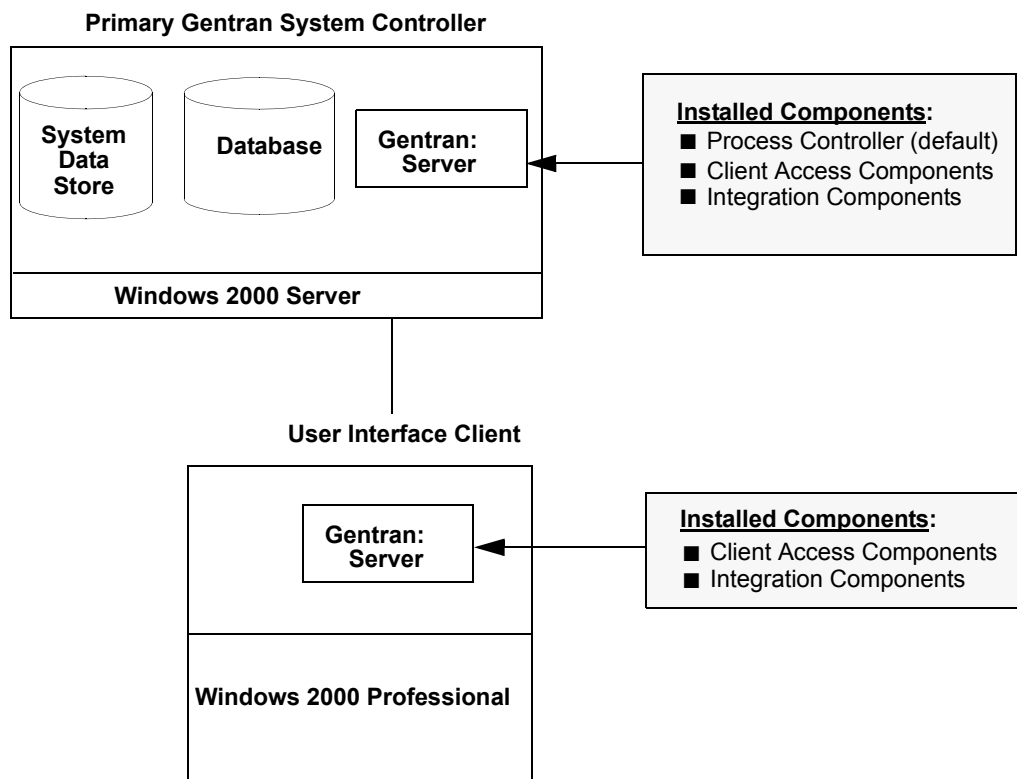 Primary Gentran System Controller
System
Data
Store
Database
Gentran:
Server
Installed Components:
■ Process Controller (default)
■ Client Access Components
■ Integration Components
Windows 2000 Server
User Interface Client
Gentran:
Server
Installed Components:
■ Client Access Components
■ Integration Components
Windows 2000 Professional